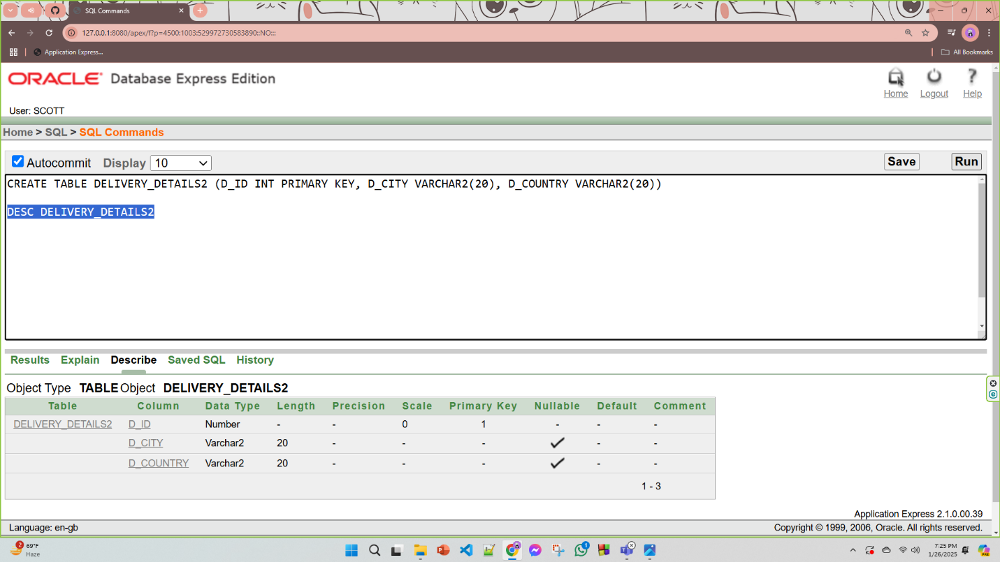 SQL Commands
127.0.0.1:8080/apex/f?p=4500:1003:529972730583890::NO:::
Application Express...
All Bookmarks
ORACLE Database Express Edition
Home Logout Help
User: SCOTT
Home > SQL > SQL Commands
Autocommit Display 10 Save Run
CREATE TABLE DELIVERY_DETAILS2 (D_ID INT PRIMARY KEY, D_CITY VARCHAR2(20), D_COUNTRY VARCHAR2(20))
DESC DELIVERY_DETAILS2
Results Explain Describe Saved SQL History
Object Type TABLE Object DELIVERY_DETAILS2
Table Column Data Type Length Precision Scale Primary Key Nullable Default Comment
DELIVERY_DETAILS2 D_ID Number - - 0 1 - - -
D_CITY Varchar2 20 - - - - -
D_COUNTRY Varchar2 20 - - - - -
1 - 3
Application Express 2.1.0.00.39
Language: en-gb Copyright © 1999, 2006, Oracle. All rights reserved.
2 69°F 1 7:25 PM
Haze 1/26/2025 PRE